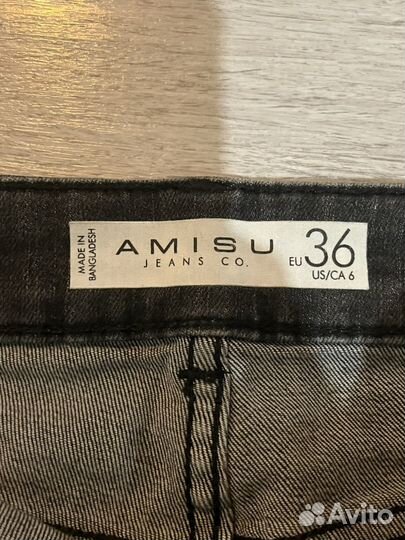 MADE IN
BANGLADESH
AMISU
JEANS CO.
EU 36
US/CA 6
Avito